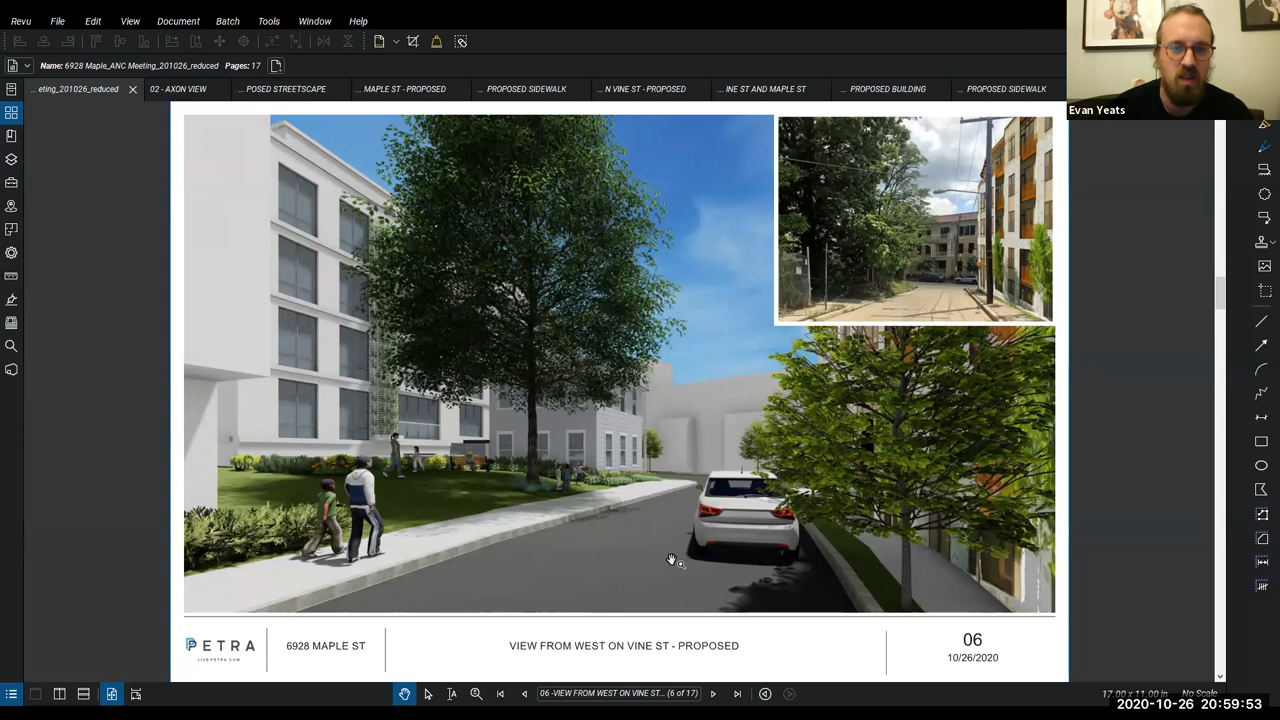 Revu File Edit View Document Batch Tools Window Help
Name: 6928 Maple_ANC Meeting_201026_reduced Pages: 17
... eting_201026_reduced 02 - AXON VIEW ... POSED STREETSCAPE ... MAPLE ST - PROPOSED ... PROPOSED SIDEWALK ... N VINE ST - PROPOSED ... INE ST AND MAPLE ST ... PROPOSED BUILDING ... PROPOSED SIDEWALK
Evan Yeats
PETRA
LIVEPETRA.COM
6928 MAPLE ST
VIEW FROM WEST ON VINE ST - PROPOSED
06
10/26/2020
06 -VIEW FROM WEST ON VINE ST... (6 of 17)
17.00 x 11.00 in No Scale
2020-10-26 20:59:53